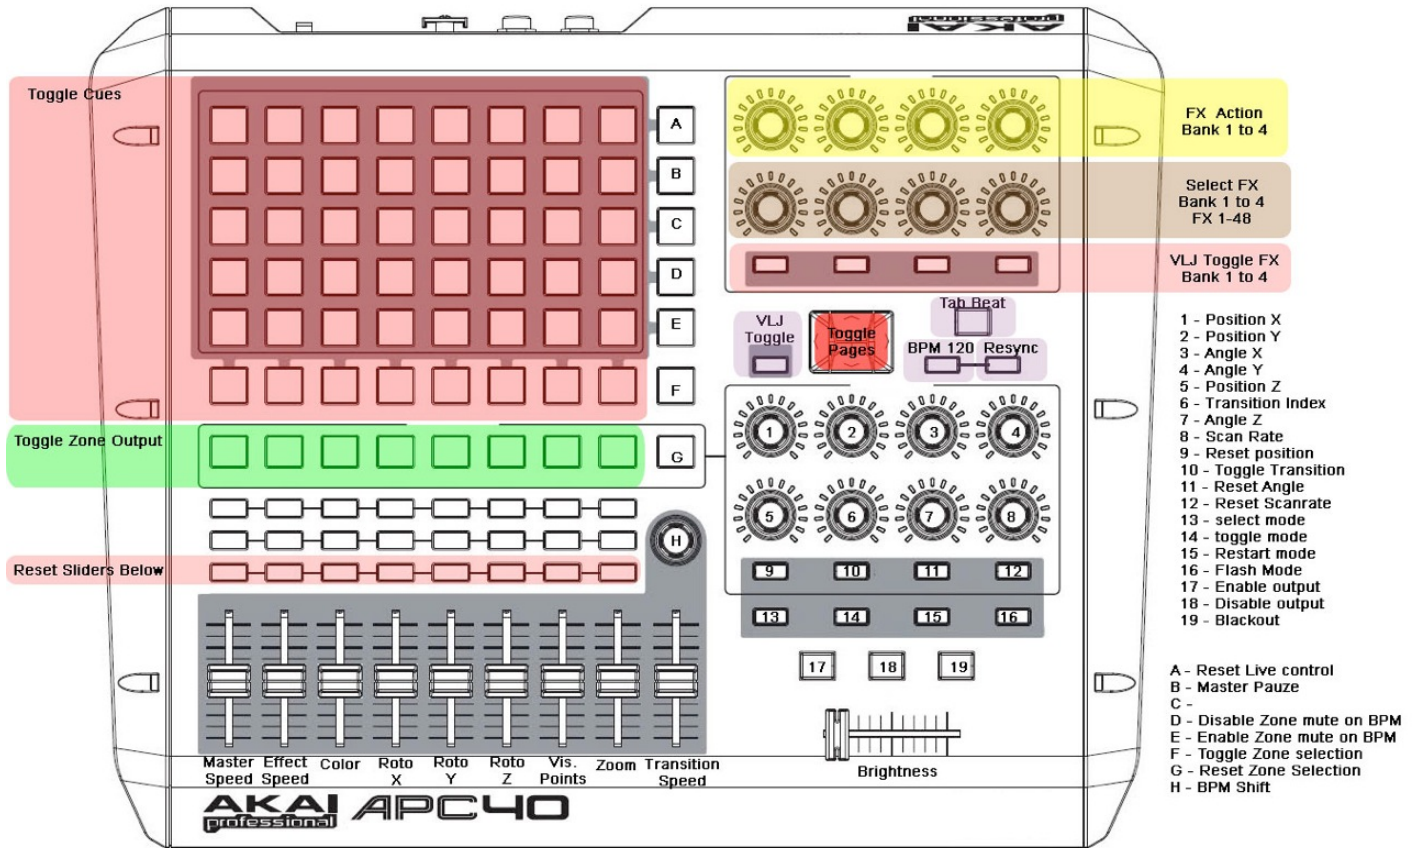 AKAI
professional
Toggle Cues
A
B
C
D
E
F
Toggle Zone Output
G
H
Reset Sliders Below
Master
Speed
Effect
Speed
Color
Roto
X
Roto
Y
Roto
Z
Vis.
Points
Zoom
Transition
Speed
AKAI
professional
APC40
FX Action
Bank 1 to 4
Select FX
Bank 1 to 4
FX 1-48
VLJ Toggle FX
Bank 1 to 4
VLJ
Toggle
Toggle
Pages
Tab Beat
BPM 120
Resync
1
2
3
4
5
6
7
8
9
10
11
12
13
14
15
16
17
18
19
Brightness
1 - Position X
2 - Position Y
3 - Angle X
4 - Angle Y
5 - Position Z
6 - Transition Index
7 - Angle Z
8 - Scan Rate
9 - Reset position
10 - Toggle Transition
11 - Reset Angle
12 - Reset Scanrate
13 - select mode
14 - toggle mode
15 - Restart mode
16 - Flash Mode
17 - Enable output
18 - Disable output
19 - Blackout
A - Reset Live control
B - Master Pauze
C -
D - Disable Zone mute on BPM
E - Enable Zone mute on BPM
F - Toggle Zone selection
G - Reset Zone Selection
H - BPM Shift